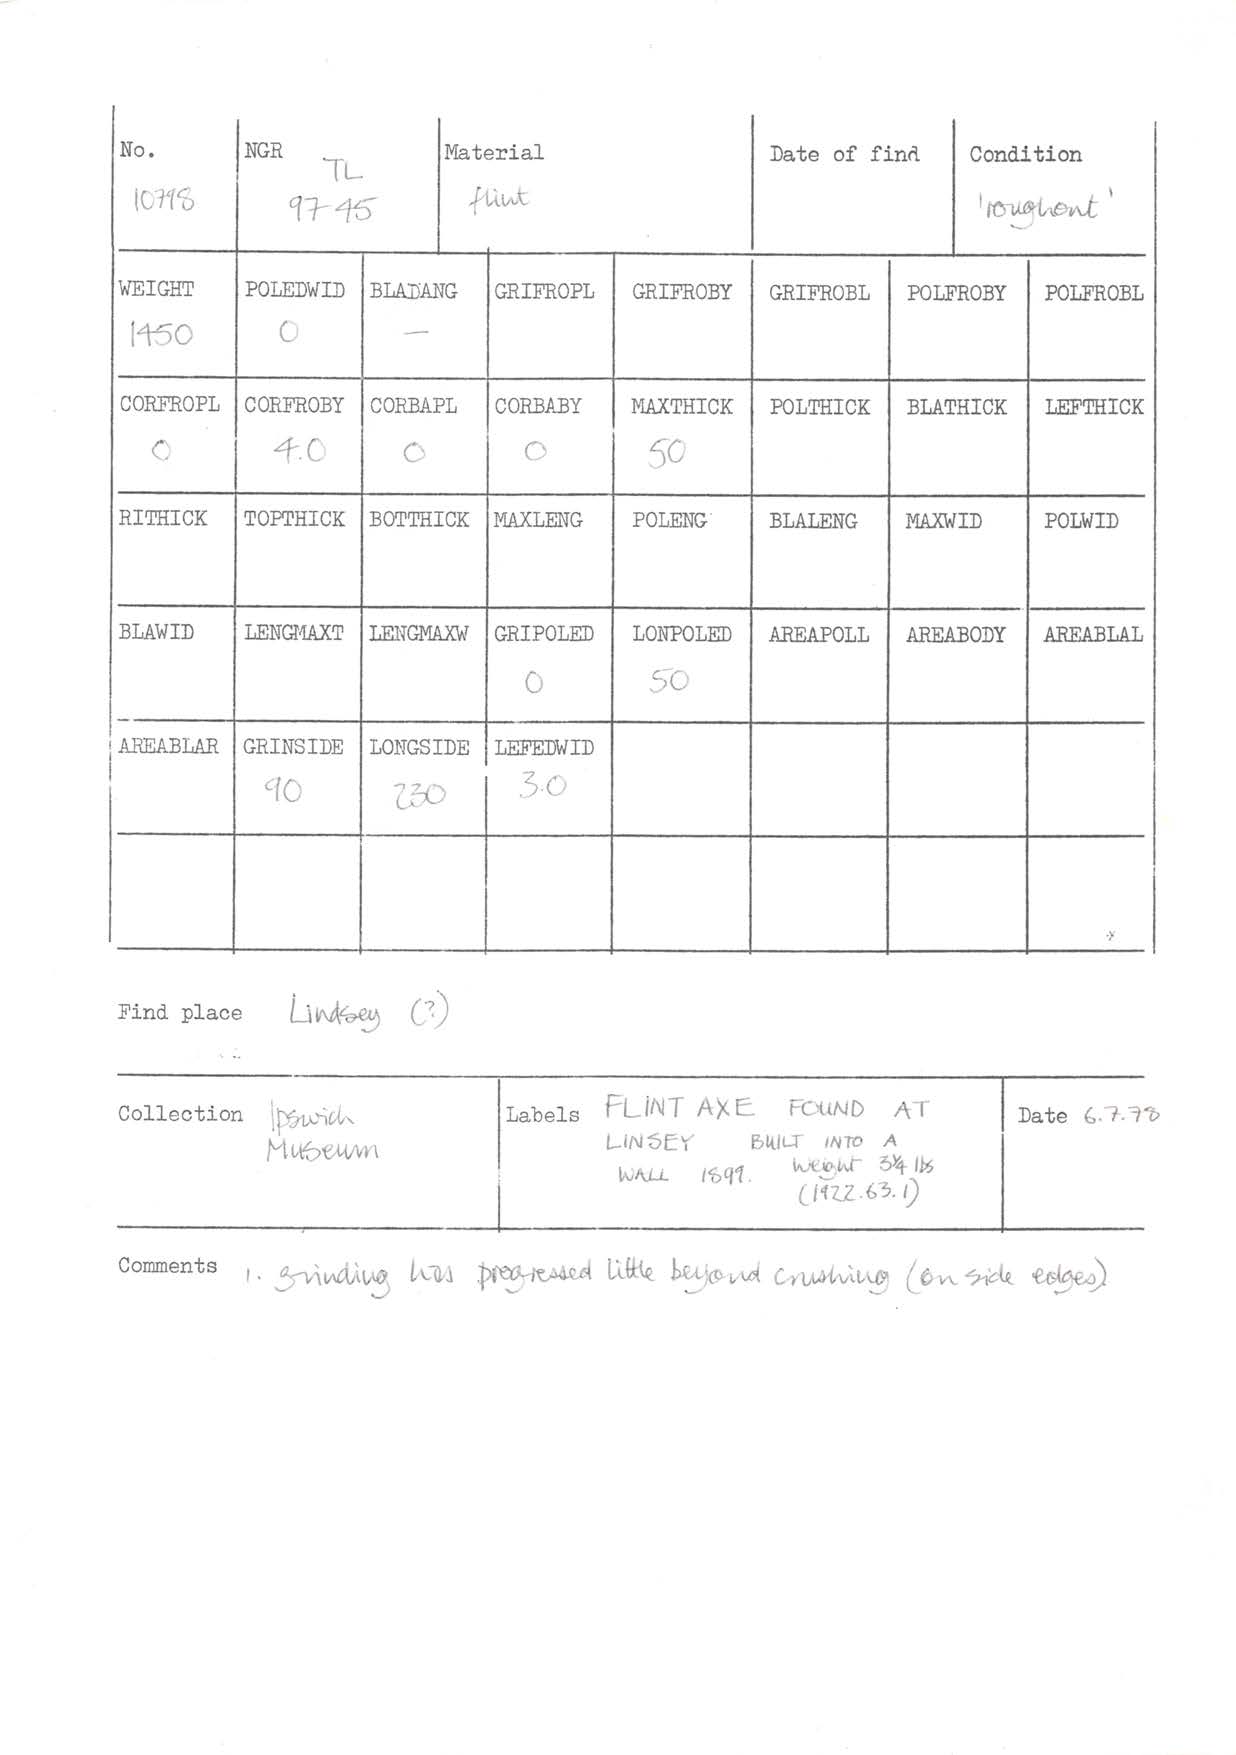 No. NGR Material Date of find Condition
TL
10798 9745 flint 'roughout'
WEIGHT POLEDWID BLADANG GRIFROPL GRIFROBY GRIFROBL POLFROBY POLFROBL
1450 0 —
CORFROPL CORFROBY CORBAPL CORBABY MAXTHICK POLTHICK BLATHICK LEFTHICK
0 4.0 0 0 50
RITHICK TOPTHICK BOTTHICK MAXLENG POLENG BLALENG MAXWID POLWID
BLAWID LENGMAXT LENGMAXW GRIPOLED LONPOLED AREAPOLL AREABODY AREABLAL
0 50
AREABLAR GRINSIDE LONGSIDE LEFEDWID
90 230 3.0
Find place Lindsey (?)
Collection Ipswich
Museum
Labels FLINT AXE FOUND AT
LINSEY BUILT INTO A
WALL 1899. Weight 3¼ lbs
(1922.63.1)
Date 6.7.78
Comments 1. grinding has progressed little beyond crushing (on side edges)